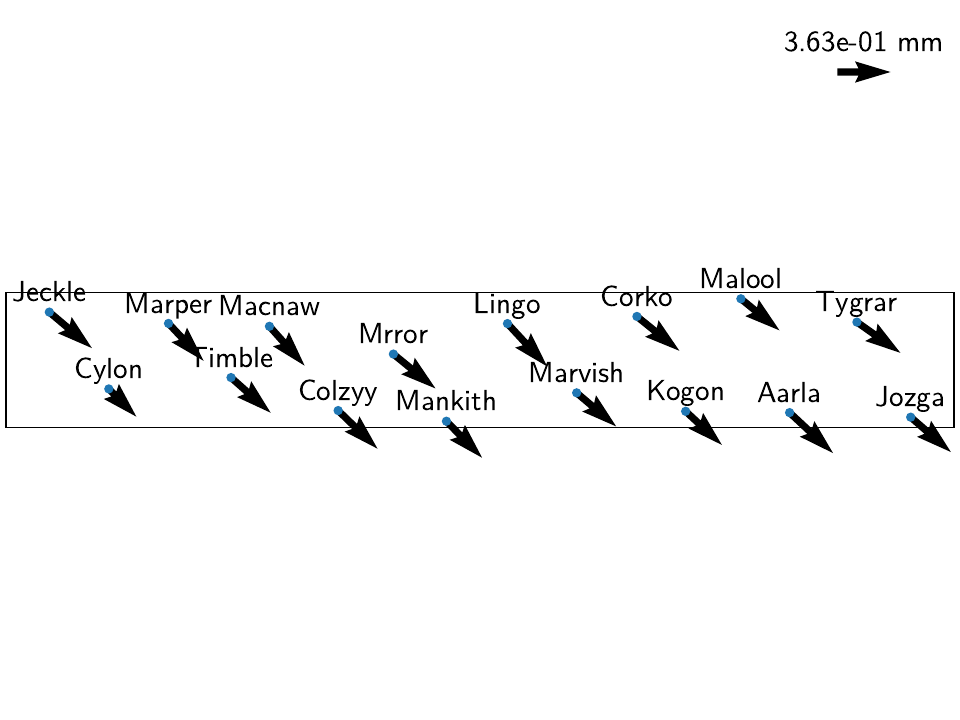 3.63e-01 mm
Malool
Jeckle
Marper
Macnaw
Lingo
Corko
Tygrar
Mrror
Timble
Cylon
Marvish
Colzyy
Mankith
Kogon
Aarla
Jozga